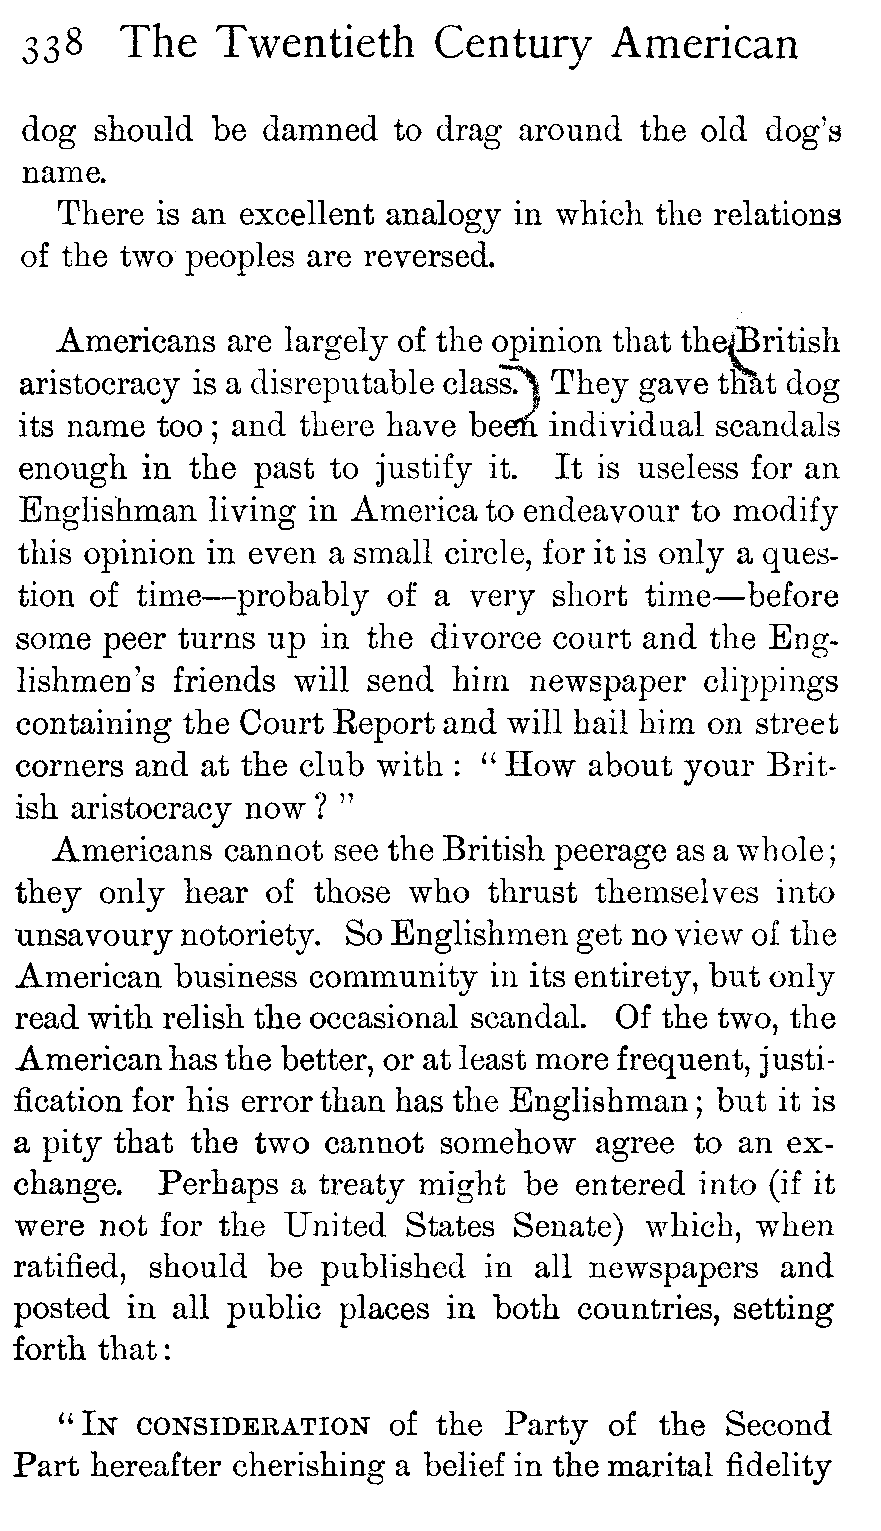 338 The Twentieth Century American
dog should be damned to drag around the old dog's
name.
There is an excellent analogy in which the relations
of the two peoples are reversed.
Americans are largely of the opinion that the British
aristocracy is a disreputable class. They gave that dog
its name too; and there have been individual scandals
enough in the past to justify it. It is useless for an
Englishman living in America to endeavour to modify
this opinion in even a small circle, for it is only a ques-
tion of time—probably of a very short time—before
some peer turns up in the divorce court and the Eng-
lishmen's friends will send him newspaper clippings
containing the Court Report and will hail him on street
corners and at the club with: "How about your Brit-
ish aristocracy now?"
Americans cannot see the British peerage as a whole;
they only hear of those who thrust themselves into
unsavoury notoriety. So Englishmen get no view of the
American business community in its entirety, but only
read with relish the occasional scandal. Of the two, the
American has the better, or at least more frequent, justi-
fication for his error than has the Englishman; but it is
a pity that the two cannot somehow agree to an ex-
change. Perhaps a treaty might be entered into (if it
were not for the United States Senate) which, when
ratified, should be published in all newspapers and
posted in all public places in both countries, setting
forth that:
"IN CONSIDERATION of the Party of the Second
Part hereafter cherishing a belief in the marital fidelity